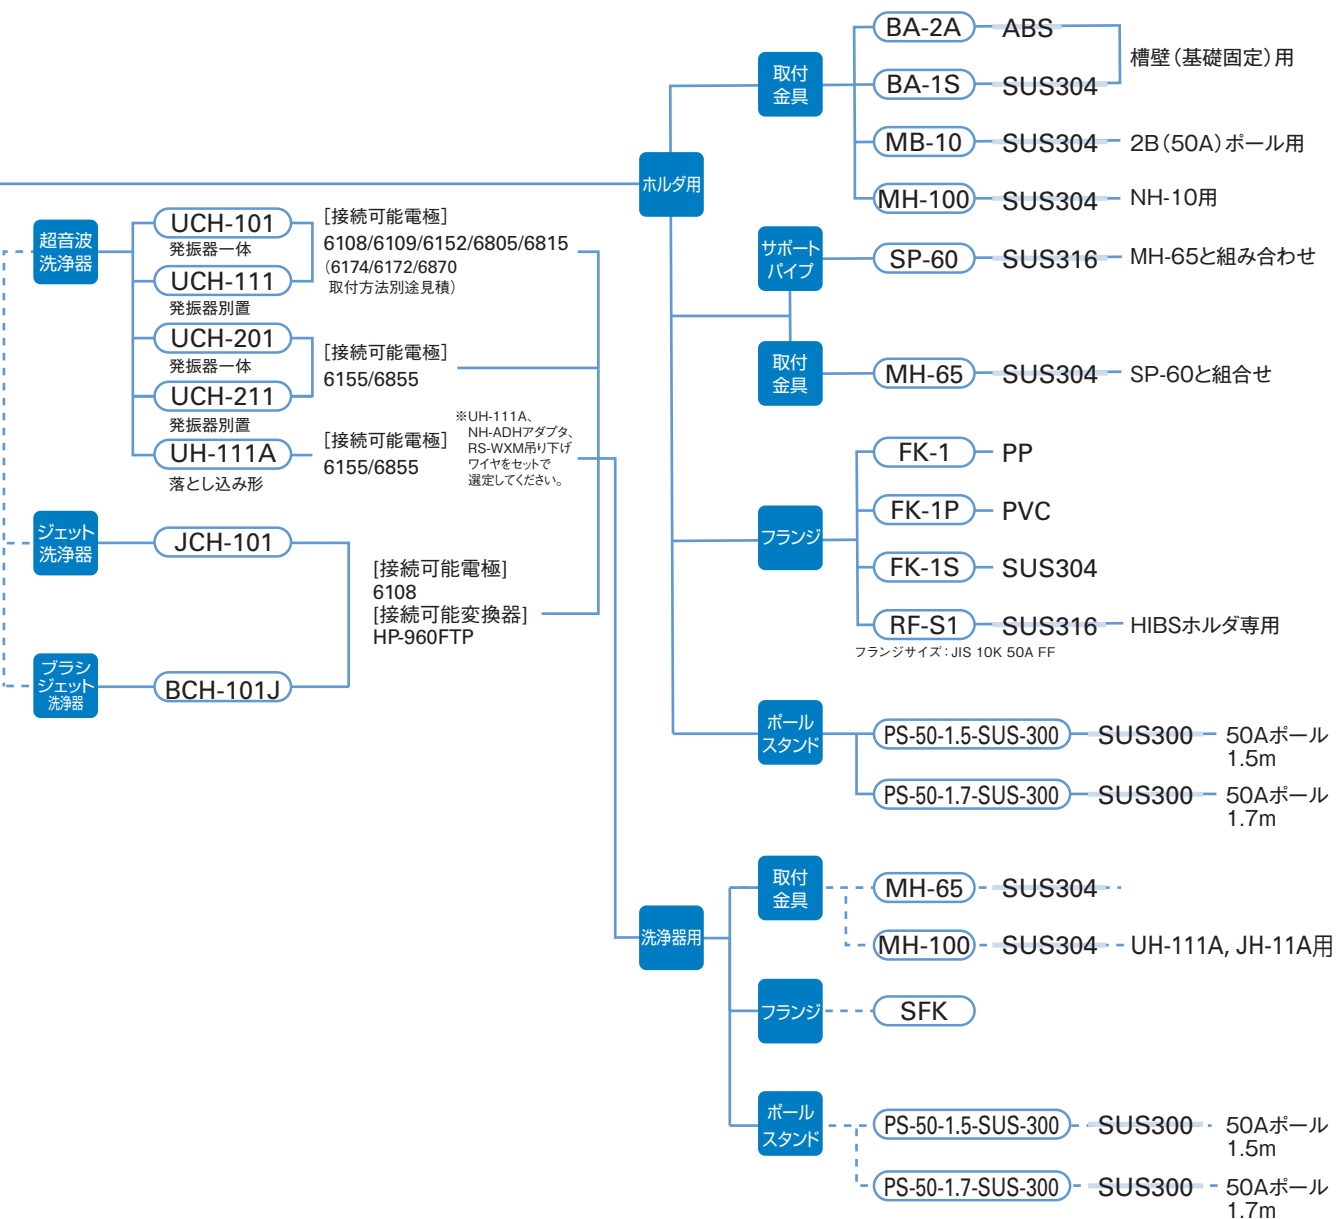 超音波
洗浄器
UCH-101
発振器一体
UCH-111
発振器別置
[接続可能電極]
6108/6109/6152/6805/6815
(6174/6172/6870
取付方法別途見積)
UCH-201
発振器一体
UCH-211
発振器別置
[接続可能電極]
6155/6855
UH-111A
落とし込み形
[接続可能電極]
6155/6855
※UH-111A、
NH-ADHアダプタ、
RS-WXM吊り下げ
ワイヤをセットで
選定してください。
ジェット
洗浄器
JCH-101
[接続可能電極]
6108
[接続可能変換器]
HP-960FTP
ブラシ
ジェット
洗浄器
BCH-101J
ホルダ用
取付
金具
BA-2A
ABS
BA-1S
SUS304
槽壁(基礎固定)用
MB-10
SUS304
2B(50A)ポール用
MH-100
SUS304
NH-10用
サポート
パイプ
SP-60
SUS316
MH-65と組み合わせ
取付
金具
MH-65
SUS304
SP-60と組合せ
フランジ
FK-1
PP
FK-1P
PVC
FK-1S
SUS304
RF-S1
SUS316
HIBSホルダ専用
フランジサイズ:JIS 10K 50A FF
ポール
スタンド
PS-50-1.5-SUS-300
SUS300
50Aポール
1.5m
PS-50-1.7-SUS-300
SUS300
50Aポール
1.7m
洗浄器用
取付
金具
MH-65
SUS304
MH-100
SUS304
UH-111A, JH-11A用
フランジ
SFK
ポール
スタンド
PS-50-1.5-SUS-300
SUS300
50Aポール
1.5m
PS-50-1.7-SUS-300
SUS300
50Aポール
1.7m